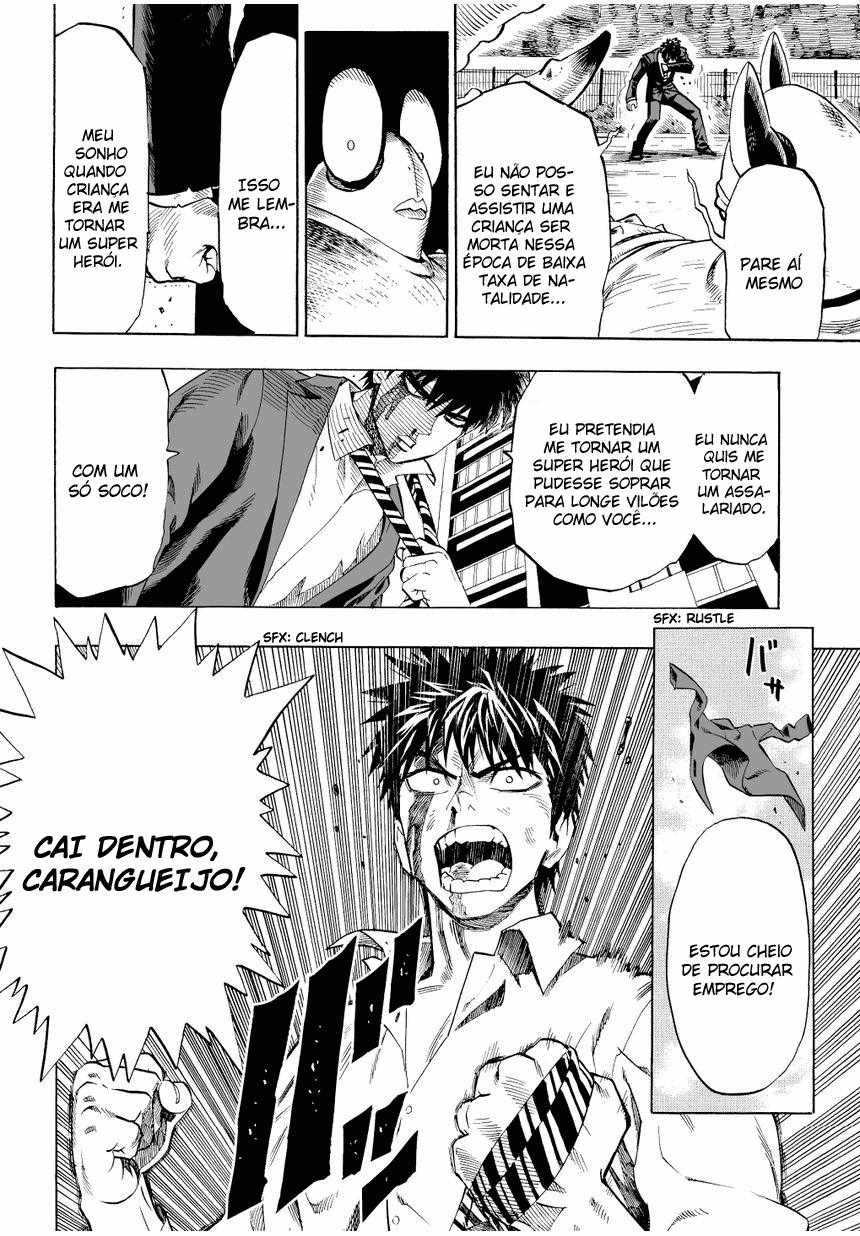 PARE AÍ
MESMO
EU NÃO POS-
SO SENTAR E
ASSISTIR UMA
CRIANÇA SER
MORTA NESSA
ÉPOCA DE BAIXA
TAXA DE NA-
TALIDADE...
ISSO
ME LEM-
BRA...
MEU
SONHO
QUANDO
CRIANÇA
ERA ME
TORNAR
UM SUPER
HERÓI.
EU NUNCA
QUIS ME
TORNAR
UM ASSA-
LARIADO.
EU PRETENDIA
ME TORNAR UM
SUPER HERÓI QUE
PUDESSE SOPRAR
PARA LONGE VILÕES
COMO VOCÊ...
COM UM
SÓ SOCO!
SFX: RUSTLE
バサ
ESTOU CHEIO
DE PROCURAR
EMPREGO!
SFX: CLENCH
CAI DENTRO,
CARANGUEIJO!